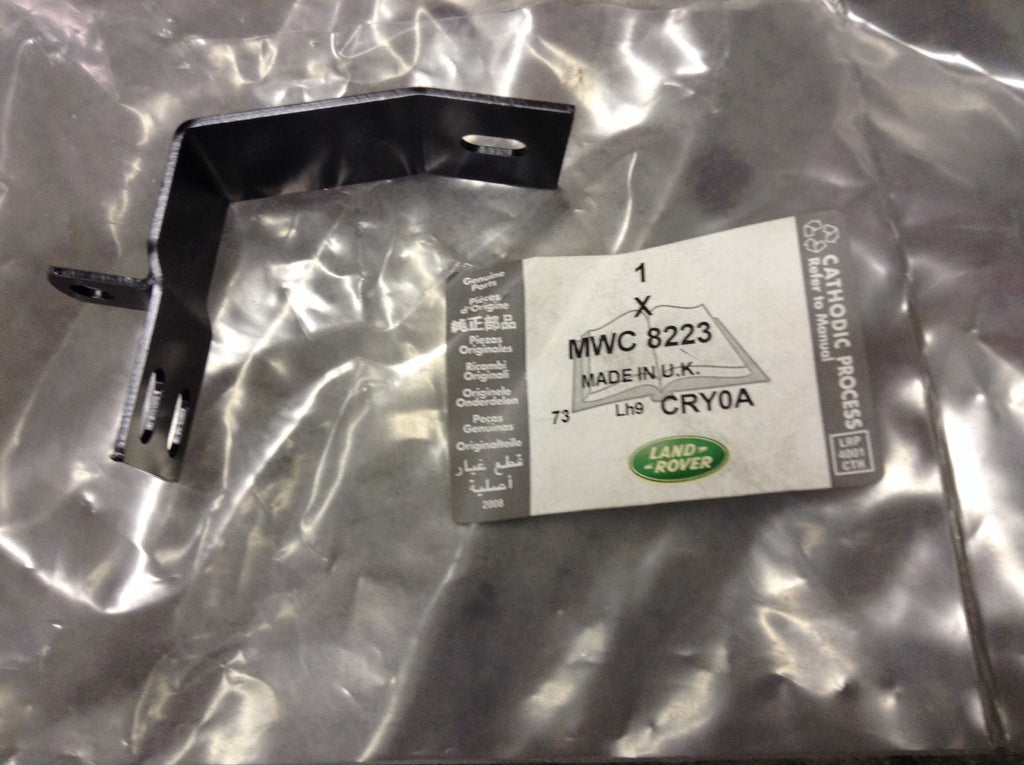 Genuine
Parts
Pièces
d'Origine
純正部品
Piezas
Originales
Ricambi
Originali
Originele
Onderdelen
Peças
Genuínas
Originalteile
قطع غيار
أصلية
2008
1
X
MWC 8223
MADE IN U.K.
73
Lh9 CRY0A
LAND-
-ROVER
CATHODIC PROCESS
Refer to Manual
LRP
4001
CTH